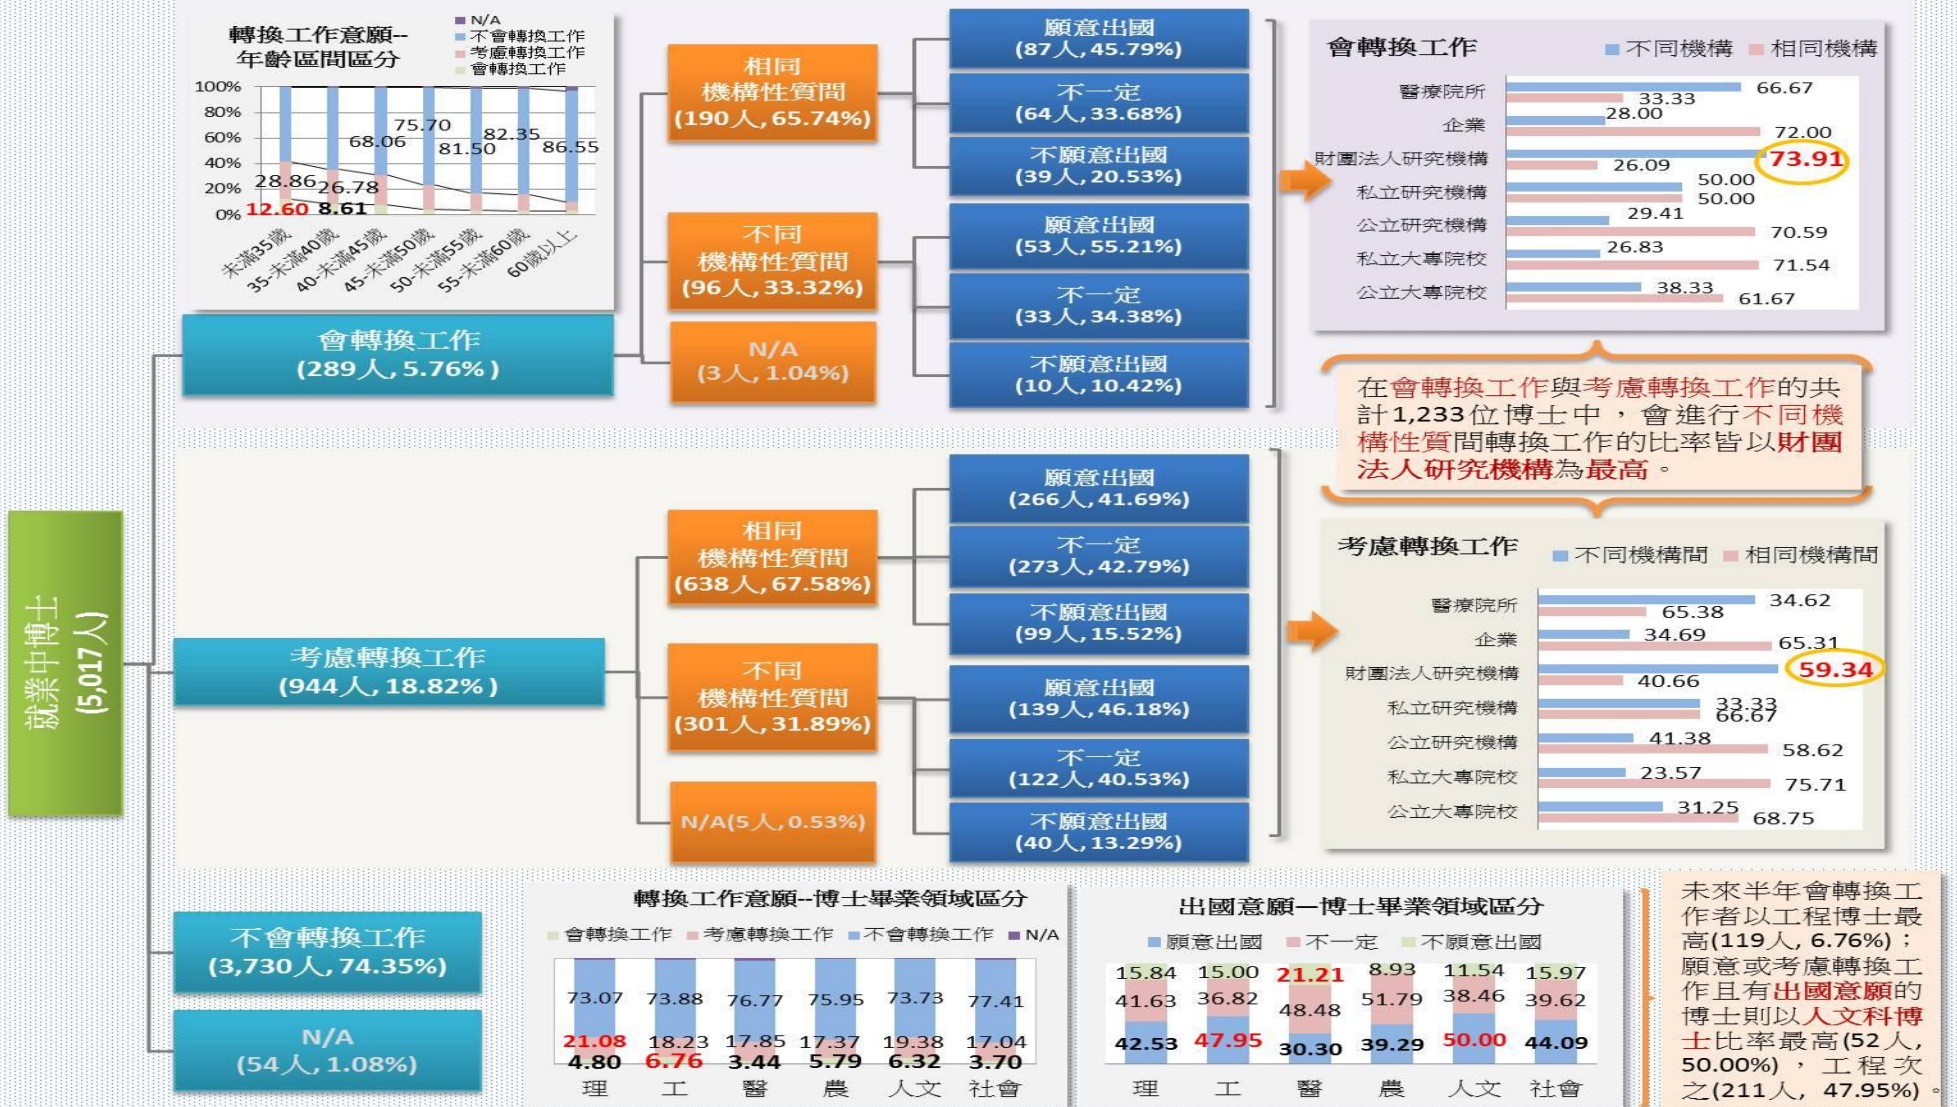 轉換工作意願--
年齡區間區分
N/A
不會轉換工作
考慮轉換工作
會轉換工作
100%
80%
60%
40%
20%
0%
75.70
68.06
82.35
81.50
86.55
28.86
26.78
12.60
8.61
未滿35歲
35-未滿40歲
40-未滿45歲
45-未滿50歲
50-未滿55歲
55-未滿60歲
60歲以上
就業中博士
(5,017人)
會轉換工作
(289人, 5.76%)
相同
機構性質間
(190人, 65.74%)
不同
機構性質間
(96人, 33.32%)
N/A
(3人, 1.04%)
願意出國
(87人, 45.79%)
不一定
(64人, 33.68%)
不願意出國
(39人, 20.53%)
願意出國
(53人, 55.21%)
不一定
(33人, 34.38%)
不願意出國
(10人, 10.42%)
會轉換工作
不同機構 相同機構
醫療院所 66.67
33.33
企業 28.00
72.00
財團法人研究機構 73.91
26.09
私立研究機構 50.00
50.00
公立研究機構 29.41
70.59
私立大專院校 26.83
71.54
公立大專院校 38.33
61.67
在會轉換工作與考慮轉換工作的共
計1,233位博士中，會進行不同機
構性質間轉換工作的比率皆以財團
法人研究機構為最高。
考慮轉換工作
(944人, 18.82%)
相同
機構性質間
(638人, 67.58%)
不同
機構性質間
(301人, 31.89%)
N/A(5人, 0.53%)
願意出國
(266人, 41.69%)
不一定
(273人, 42.79%)
不願意出國
(99人, 15.52%)
願意出國
(139人, 46.18%)
不一定
(122人, 40.53%)
不願意出國
(40人, 13.29%)
考慮轉換工作
不同機構間 相同機構間
醫療院所 34.62
65.38
企業 34.69
65.31
財團法人研究機構 59.34
40.66
私立研究機構 33.33
66.67
公立研究機構 41.38
58.62
私立大專院校 23.57
75.71
公立大專院校 31.25
68.75
不會轉換工作
(3,730人, 74.35%)
N/A
(54人, 1.08%)
轉換工作意願--博士畢業領域區分
會轉換工作 考慮轉換工作 不會轉換工作 N/A
73.07 73.88 76.77 75.95 73.73 77.41
21.08 18.23 17.85 17.37 19.38 17.04
4.80 6.76 3.44 5.79 6.32 3.70
理 工 醫 農 人文 社會
出國意願—博士畢業領域區分
願意出國 不一定 不願意出國
15.84 15.00 21.21 8.93 11.54 15.97
41.63 36.82 48.48 51.79 38.46 39.62
42.53 47.95 30.30 39.29 50.00 44.09
理 工 醫 農 人文 社會
未來半年會轉換工
作者以工程博士最
高(119人, 6.76%)；
願意或考慮轉換工
作且有出國意願的
博士則以人文科博
士比率最高(52人,
50.00%)，工程次
之(211人, 47.95%)。